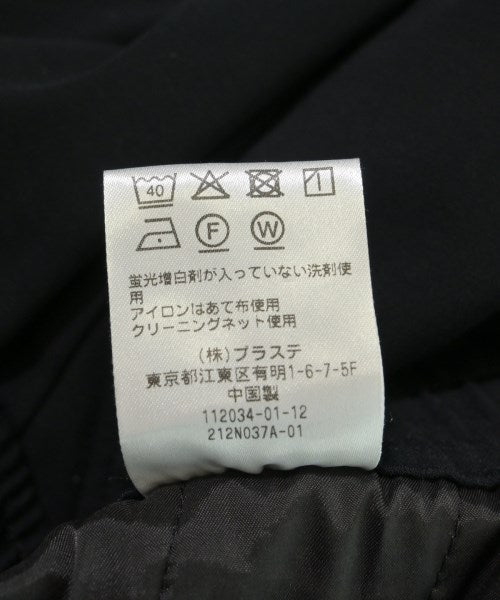 40
F W
蛍光増白剤が入っていない洗剤使
用
アイロンはあて布使用
クリーニングネット使用
(株)プラステ
東京都江東区有明1-6-7-5F
中国製
112034-01-12
212N037A-01